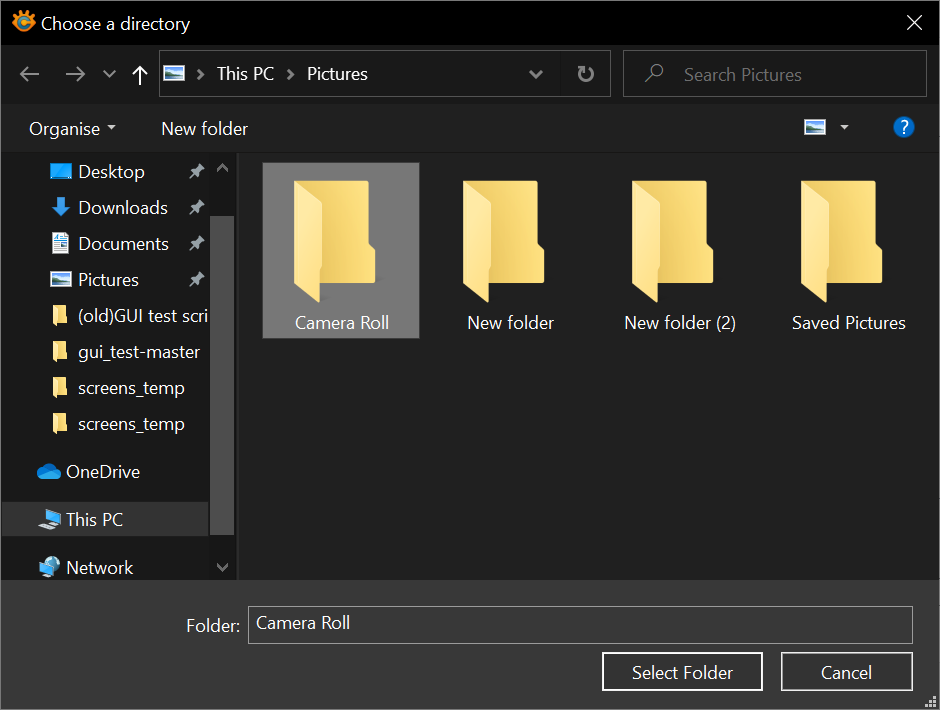 Choose a directory
This PC
Pictures
Search Pictures
Organise
New folder
?
Desktop
Downloads
Documents
Pictures
(old)GUI test scri
gui_test-master
screens_temp
screens_temp
OneDrive
This PC
Network
Camera Roll
New folder
New folder (2)
Saved Pictures
Folder:
Camera Roll
Select Folder
Cancel